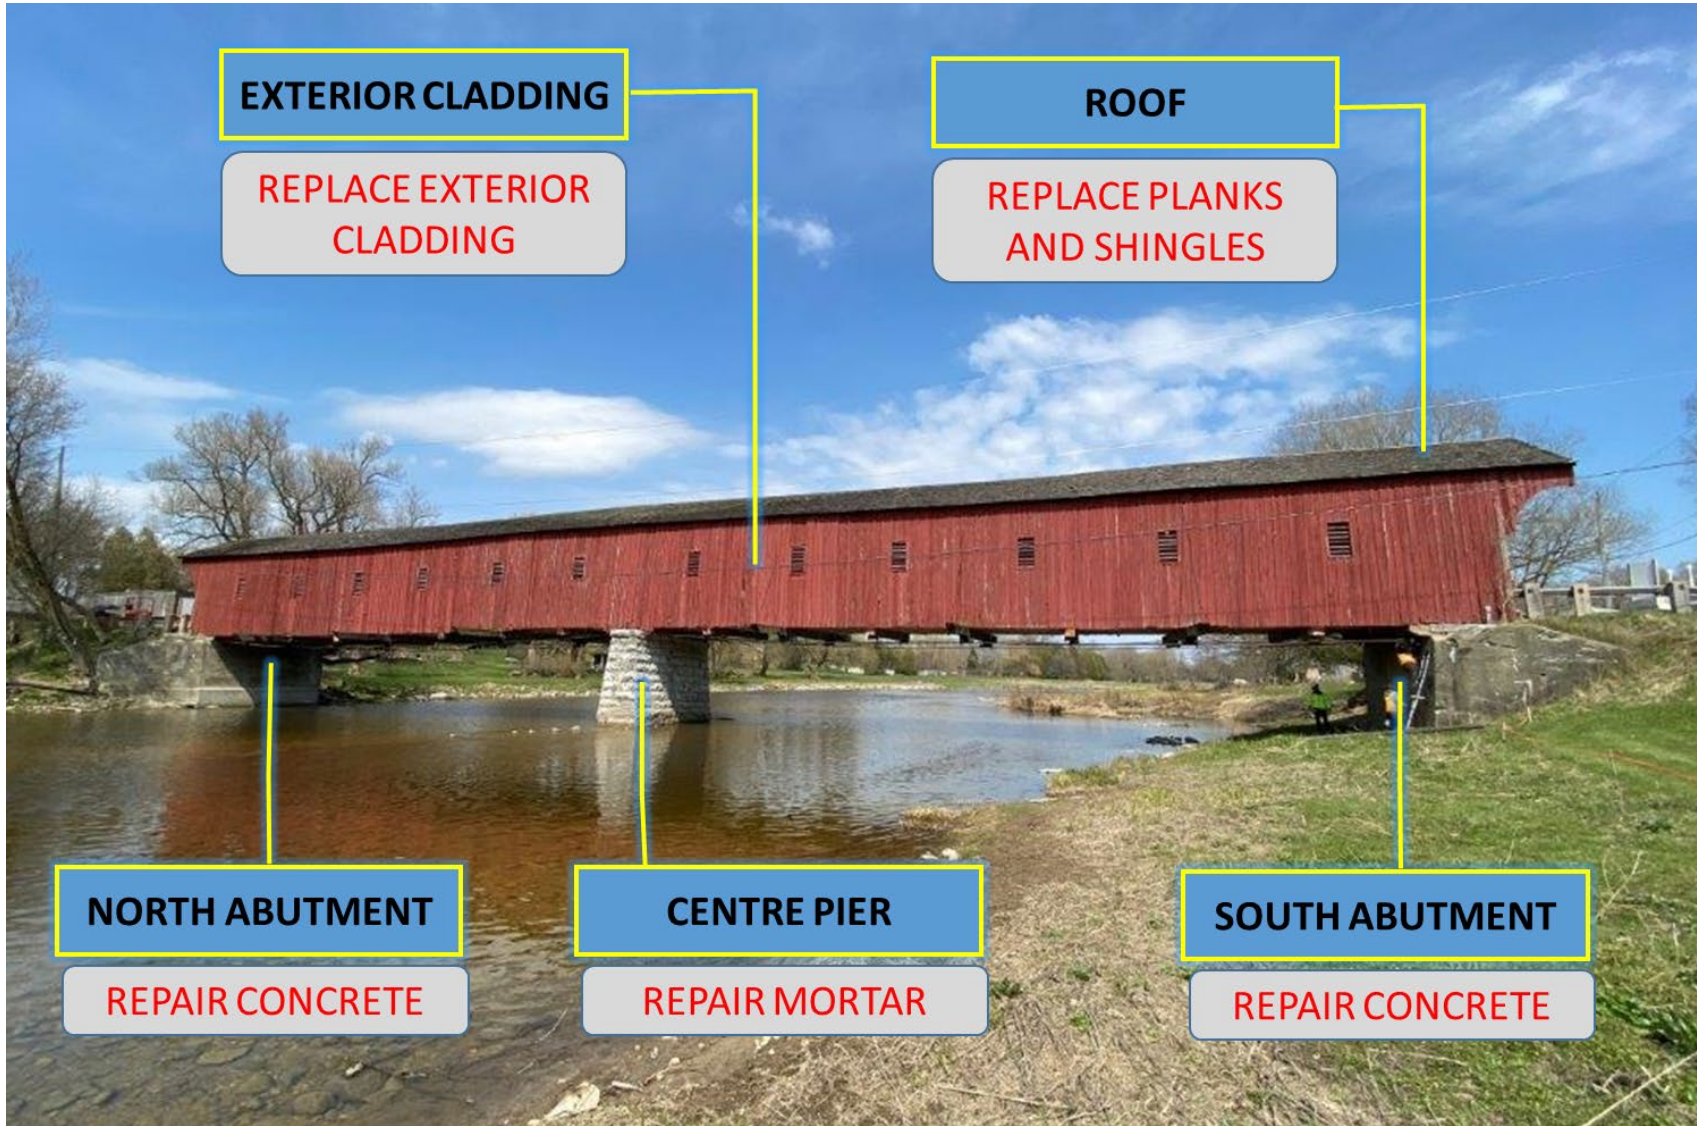 EXTERIOR CLADDING
REPLACE EXTERIOR
CLADDING
ROOF
REPLACE PLANKS
AND SHINGLES
NORTH ABUTMENT
REPAIR CONCRETE
CENTRE PIER
REPAIR MORTAR
SOUTH ABUTMENT
REPAIR CONCRETE